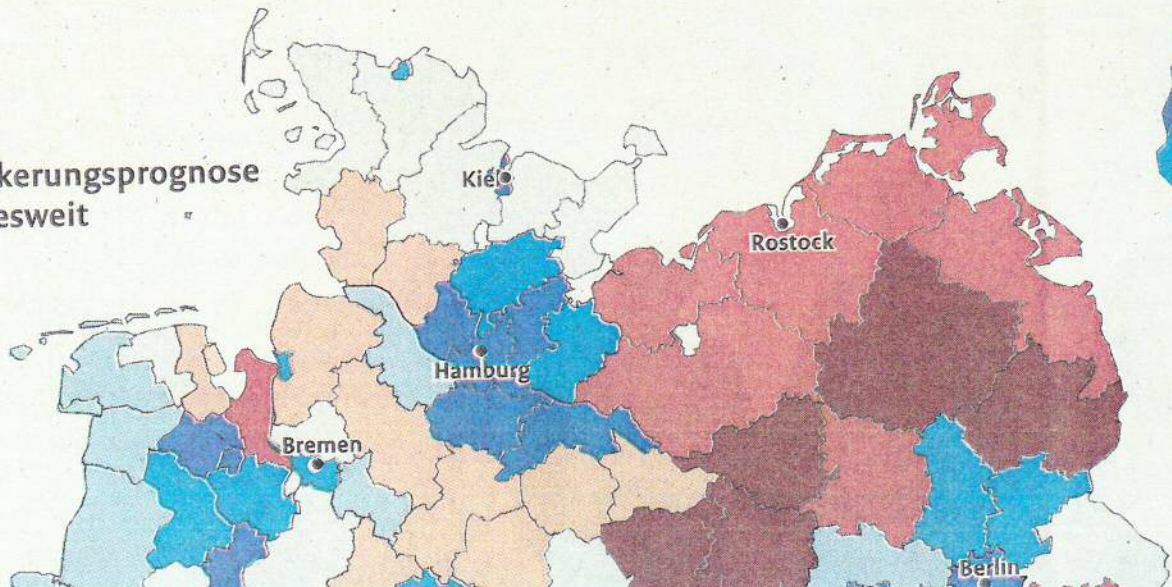 kerungsprognose
esweit
Kiel
Rostock
Hamburg
Bremen
Berlin